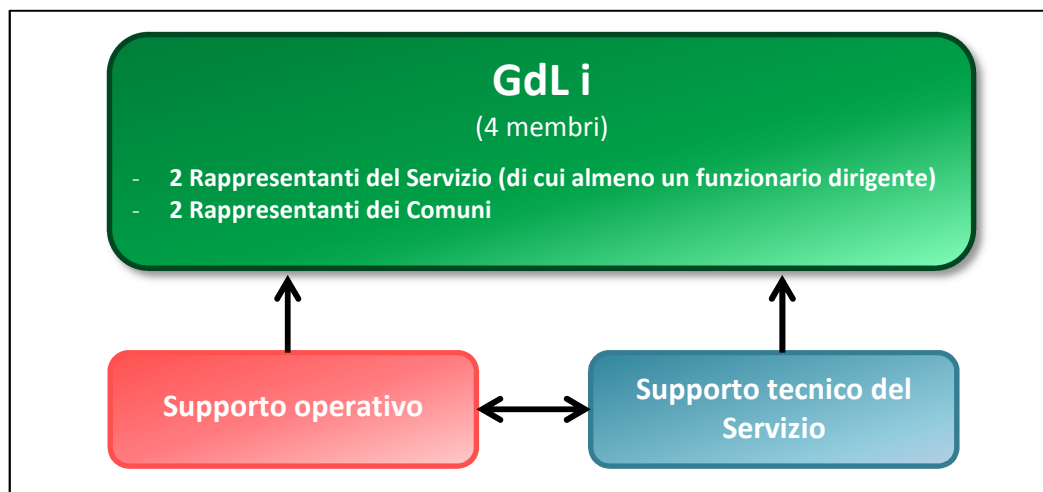 GdL i
(4 membri)
- 2 Rappresentanti del Servizio (di cui almeno un funzionario dirigente)
- 2 Rappresentanti dei Comuni
Supporto operativo
Supporto tecnico del
Servizio